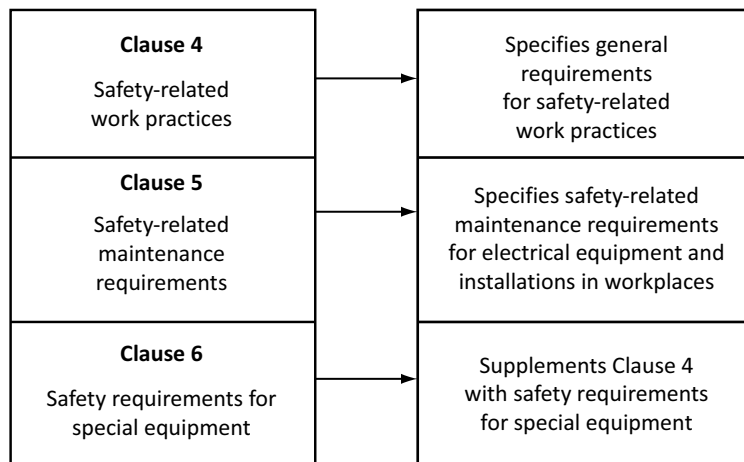 Clause 4
Safety-related
work practices
Specifies general
requirements
for safety-related
work practices
Clause 5
Safety-related
maintenance
requirements
Specifies safety-related
maintenance requirements
for electrical equipment and
installations in workplaces
Clause 6
Safety requirements for
special equipment
Supplements Clause 4
with safety requirements
for special equipment